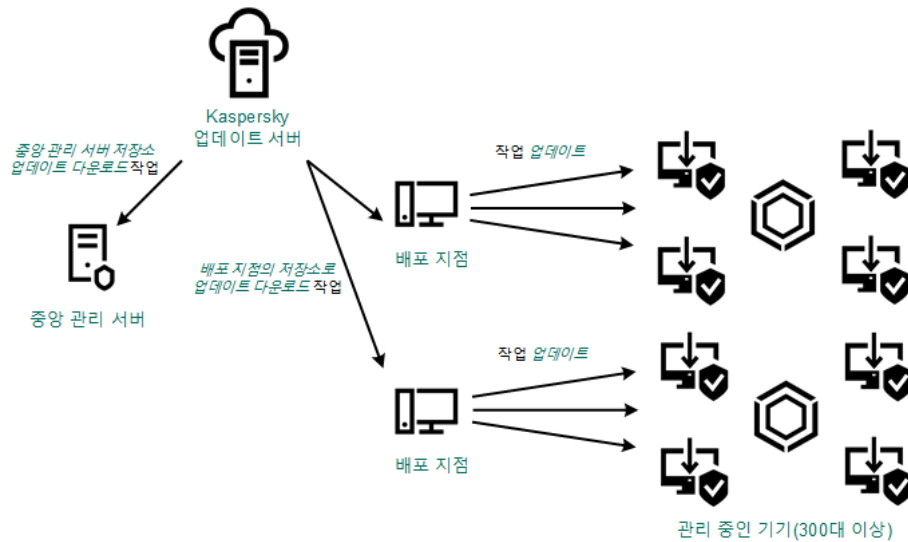 Kaspersky
업데이트 서버
중앙 관리 서버 저장소
업데이트 다운로드 작업
중앙 관리 서버
작업 업데이트
배포 지점
배포 지점의 저장소로
업데이트 다운로드 작업
작업 업데이트
배포 지점
관리 중인 기기(300대 이상)